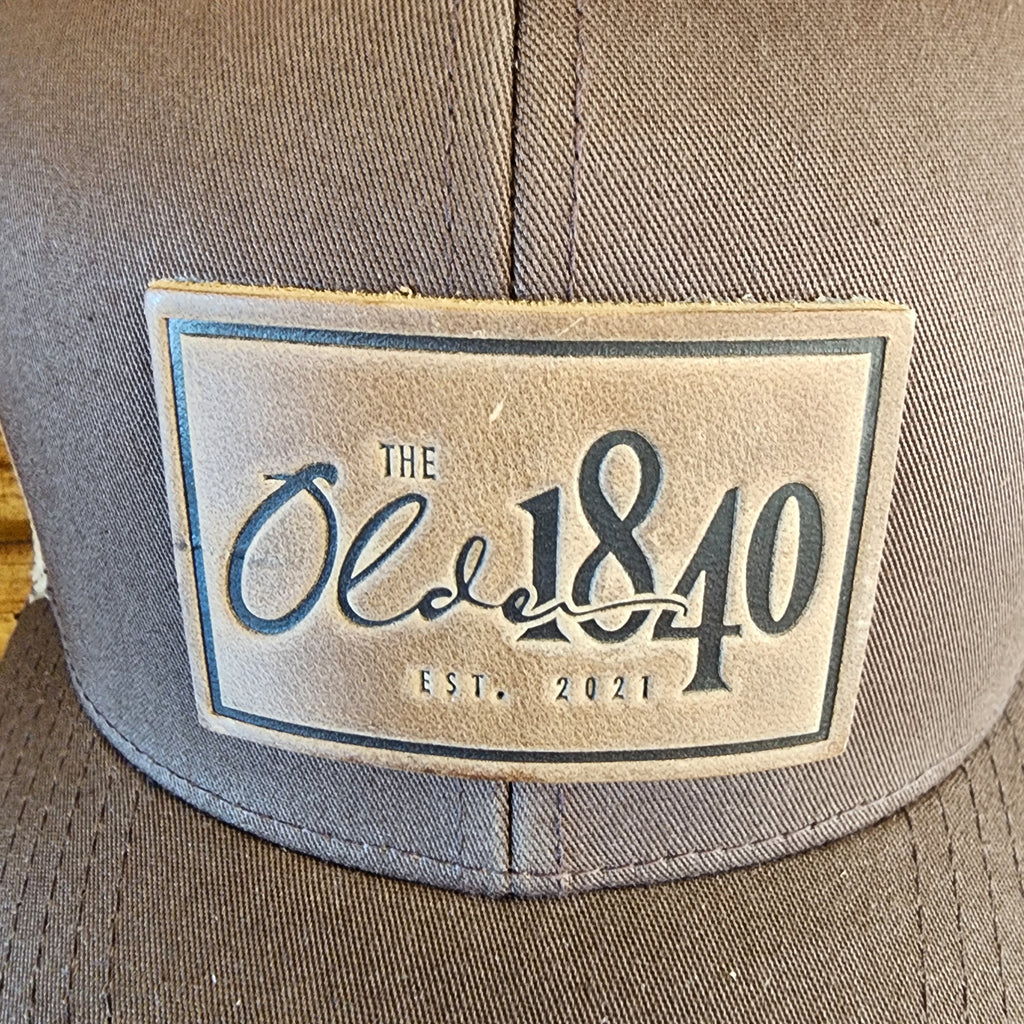 THE
Olde 1840
EST. 2021